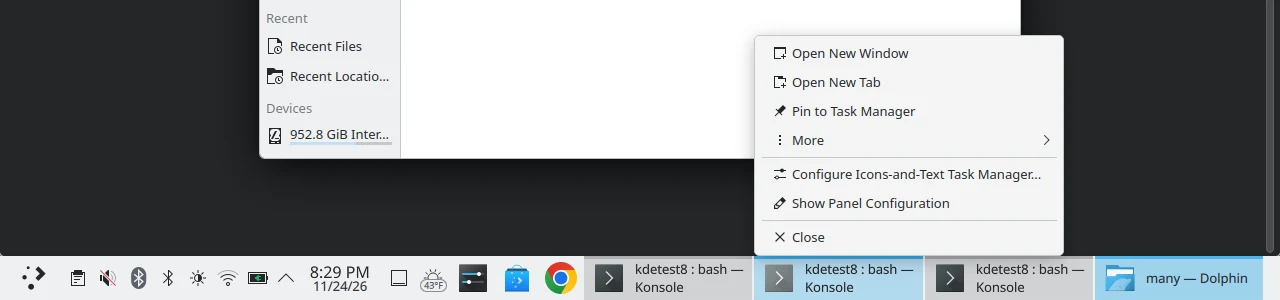 Recent
Recent Files
Recent Locatio...
Devices
952.8 GiB Inter...
Open New Window
Open New Tab
Pin to Task Manager
More
Configure Icons-and-Text Task Manager...
Show Panel Configuration
Close
8:29 PM
11/24/26
43°F
kdetest8 : bash —
Konsole
kdetest8 : bash —
Konsole
kdetest8 : bash —
Konsole
many — Dolphin